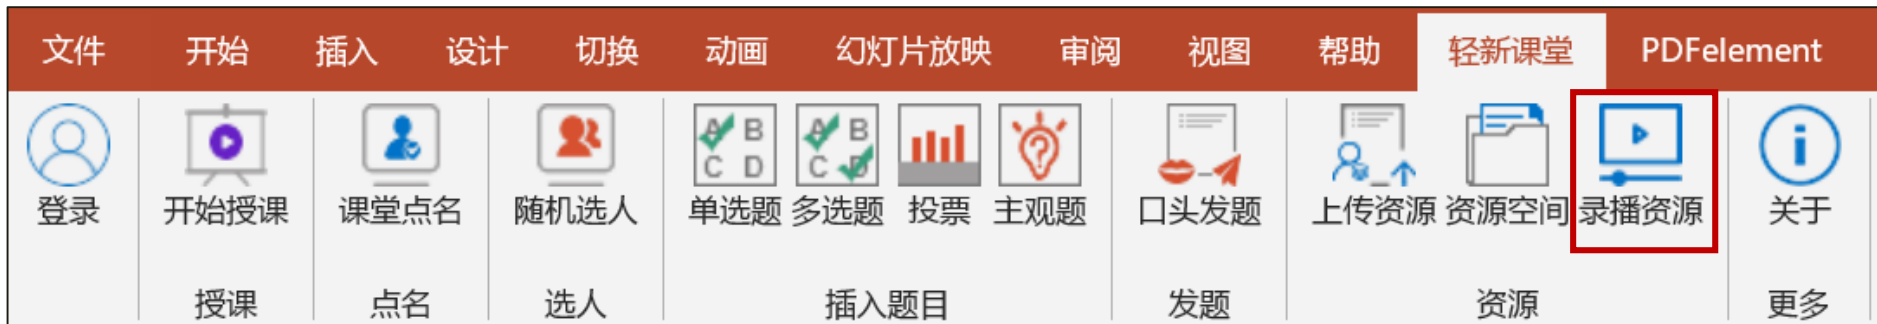 文件 开始 插入 设计 切换 动画 幻灯片放映 审阅 视图 帮助 轻新课堂 PDFelement
A B A B
C D C D
登录 开始授课 课堂点名 随机选人 单选题 多选题 投票 主观题 口头发题 上传资源 资源空间 录播资源 关于
授课 点名 选人 插入题目 发题 资源 更多